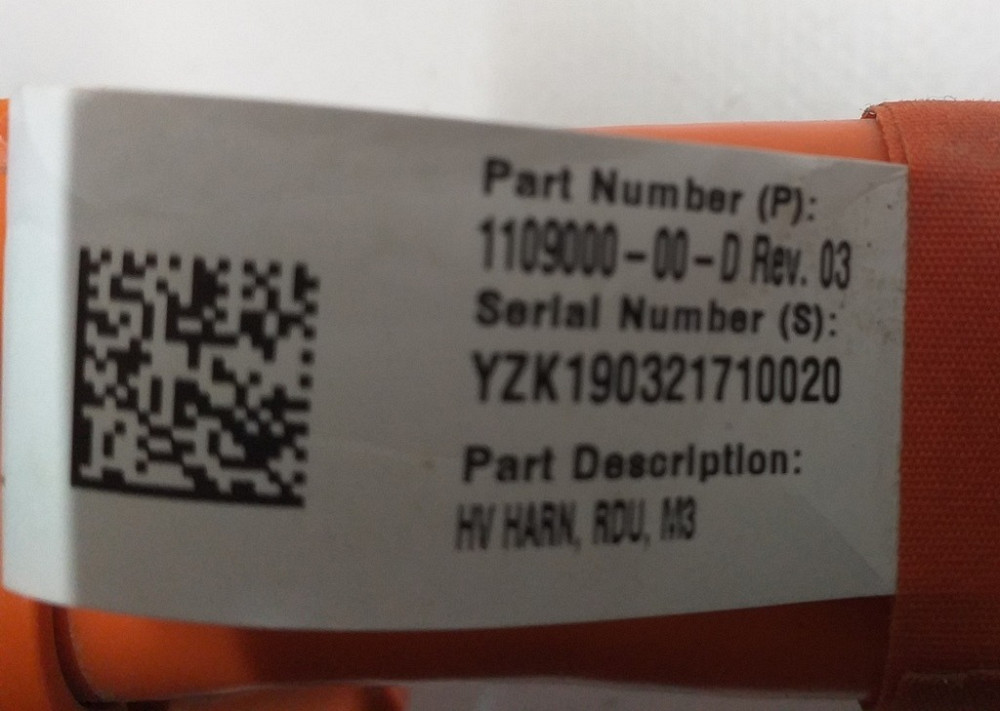 Part Number (P):
1109000-00-D Rev. 03
Serial Number (S):
YZK190321710020
Part Description:
HV HARN, RDU, M3